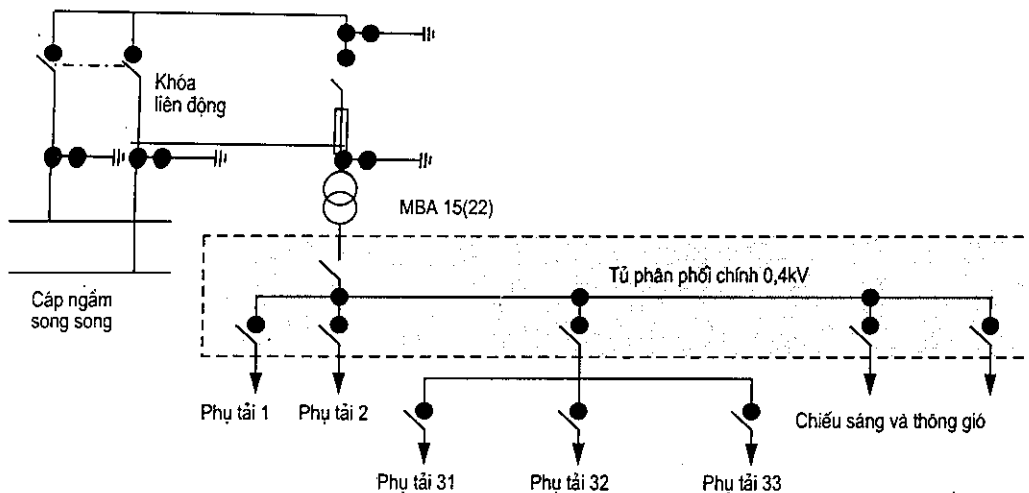 Khóa
liên động
MBA 15(22)
Tủ phân phối chính 0,4kV
Cáp ngầm
song song
Phụ tải 1
Phụ tải 2
Chiếu sáng và thông gió
Phụ tải 31
Phụ tải 32
Phụ tải 33